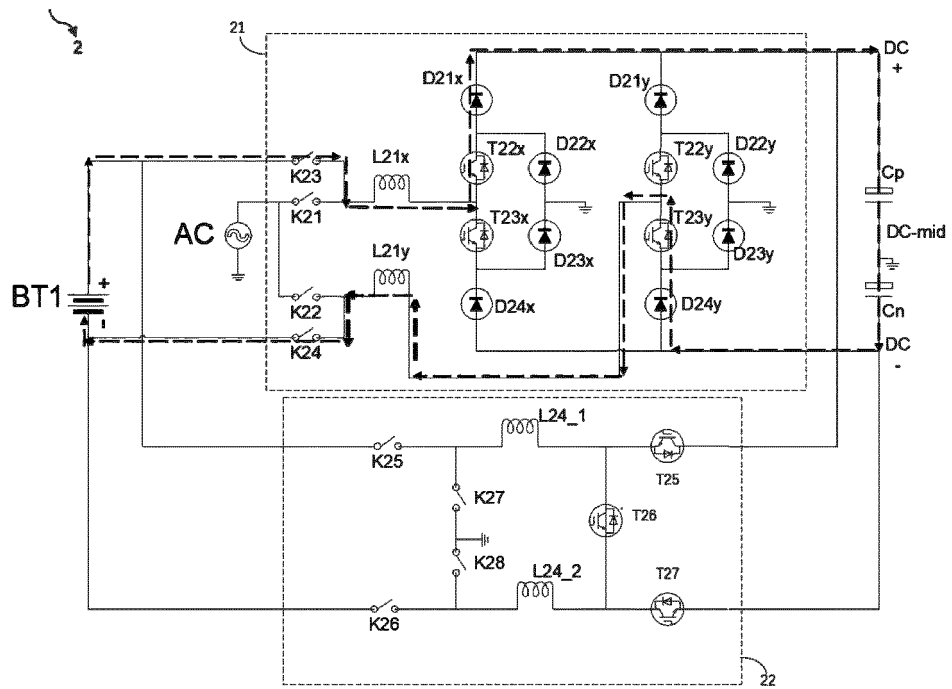 2
21
DC
+
D21x
D21y
T22x
D22x
T22y
D22y
K23
L21x
Cp
K21
AC
T23x
T23y
DC-mid
L21y
D23x
D23y
BT1
+
-
K22
D24x
D24y
Cn
K24
DC
-
L24_1
K25
T25
K27
T26
K28
L24_2
T27
K26
22